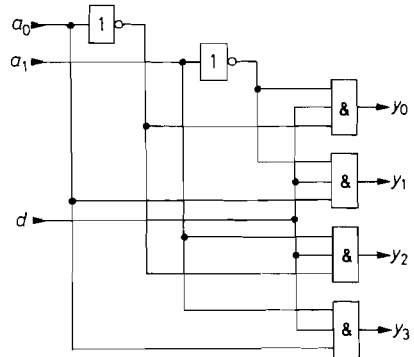 a₀ 1
a₁ 1
& y₀
& y₁
d
& y₂
& y₃